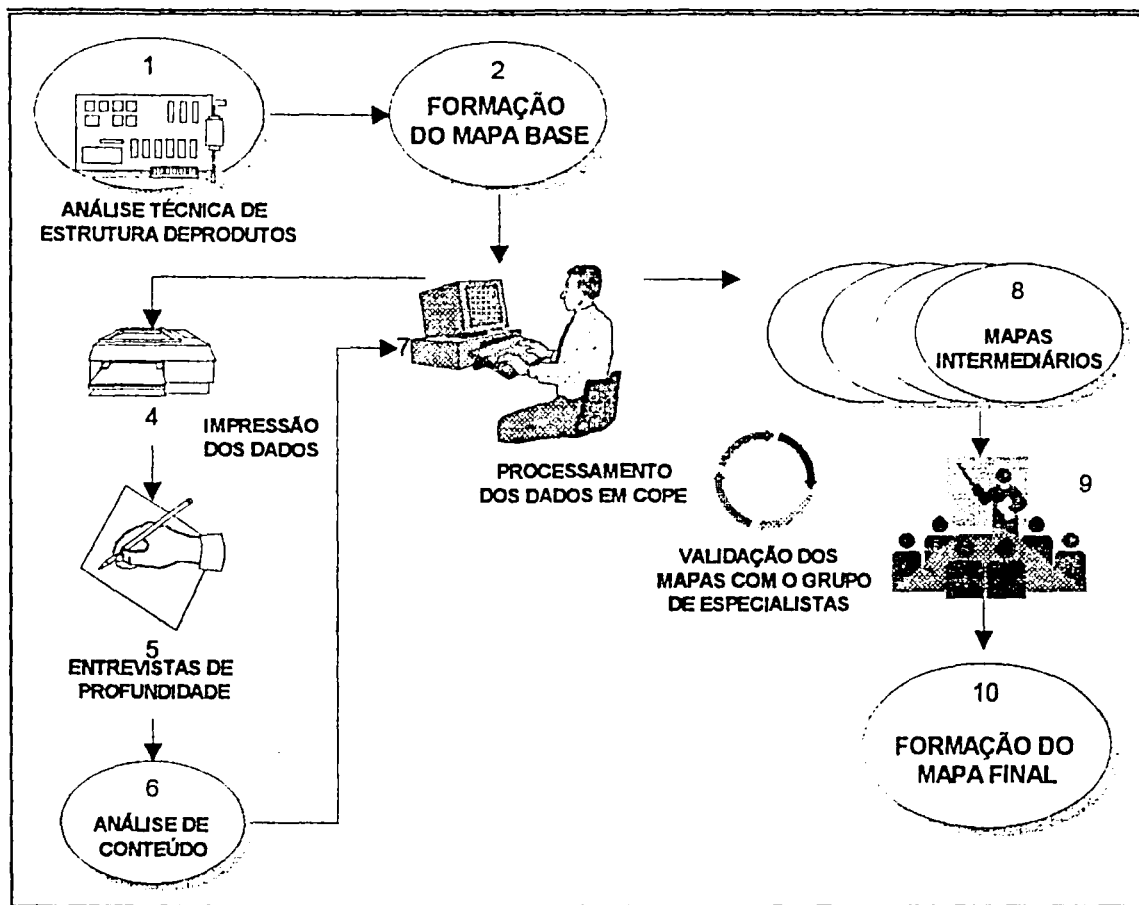 1
ANÁLISE TÉCNICA DE
ESTRUTURA DEPRODUTOS
2
FORMAÇÃO
DO MAPA BASE
4
IMPRESSÃO
DOS DADOS
5
ENTREVISTAS DE
PROFUNDIDADE
6
ANÁLISE DE
CONTEÚDO
7
PROCESSAMENTO
DOS DADOS EM COPE
8
MAPAS
INTERMEDIÁRIOS
VALIDAÇÃO DOS
MAPAS COM O GRUPO
DE ESPECIALISTAS
9
10
FORMAÇÃO DO
MAPA FINAL